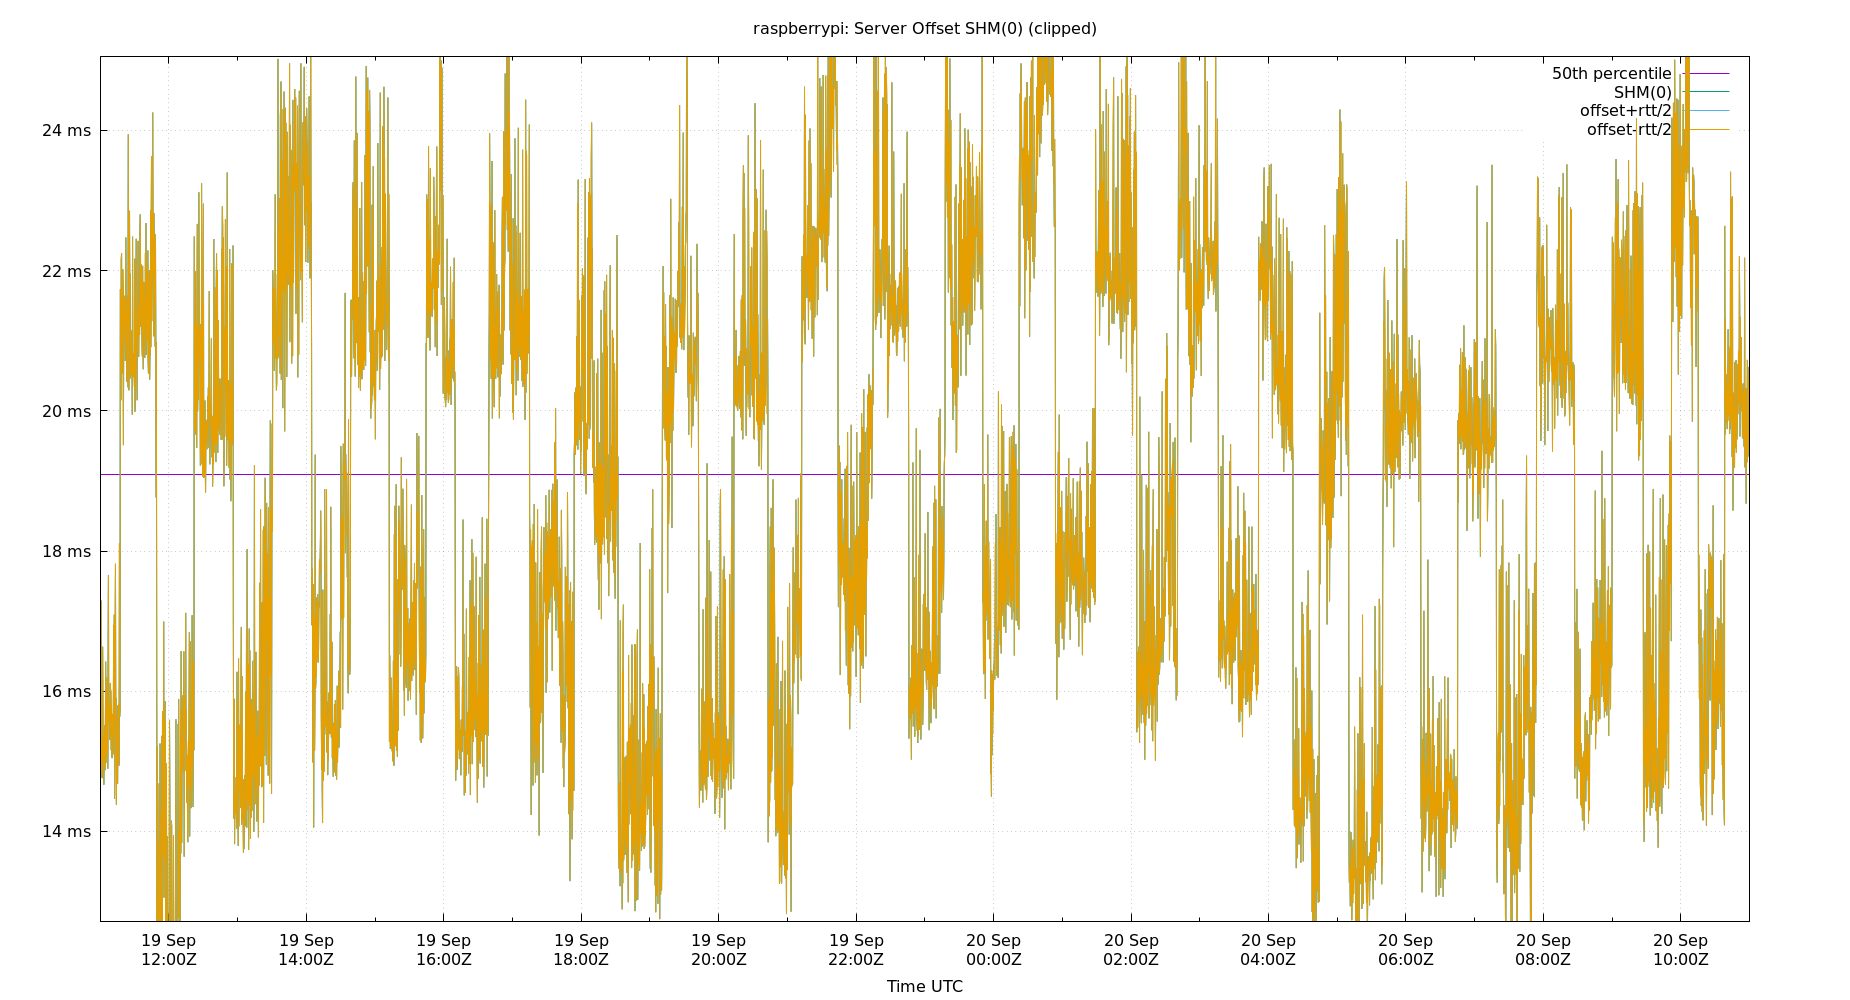 raspberrypi: Server Offset SHM(0) (clipped)
50th percentile
SHM(0)
offset+rtt/2
offset-rtt/2
24 ms
22 ms
20 ms
18 ms
16 ms
14 ms
19 Sep 19 Sep 19 Sep 19 Sep 19 Sep 19 Sep 20 Sep 20 Sep 20 Sep 20 Sep 20 Sep 20 Sep
12:00Z 14:00Z 16:00Z 18:00Z 20:00Z 22:00Z 00:00Z 02:00Z 04:00Z 06:00Z 08:00Z 10:00Z
Time UTC